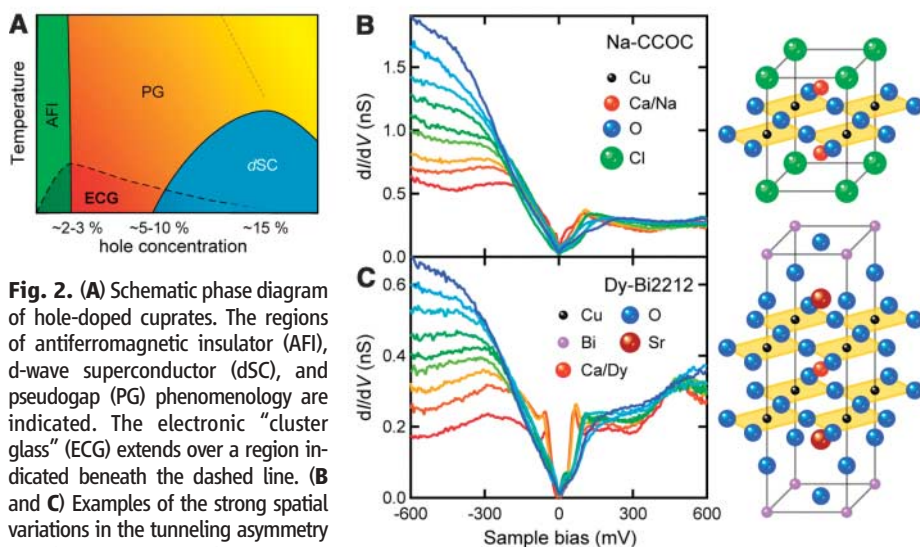 A
Temperature
AFI
PG
dSC
ECG
~2-3 %
~5-10 %
~15 %
hole concentration
Fig. 2. (A) Schematic phase diagram
of hole-doped cuprates. The regions
of antiferromagnetic insulator (AFI),
d-wave superconductor (dSC), and
pseudogap (PG) phenomenology are
indicated. The electronic “cluster
glass” (ECG) extends over a region in-
dicated beneath the dashed line. (B
and C) Examples of the strong spatial
variations in the tunneling asymmetry
B
Na-CCOC
Cu
Ca/Na
O
Cl
dI/dV (nS)
1.5
1.0
0.5
0.0
C
Dy-Bi2212
Cu
O
Bi
Sr
Ca/Dy
dI/dV (nS)
0.6
0.4
0.2
0.0
-600
-300
0
300
600
Sample bias (mV)